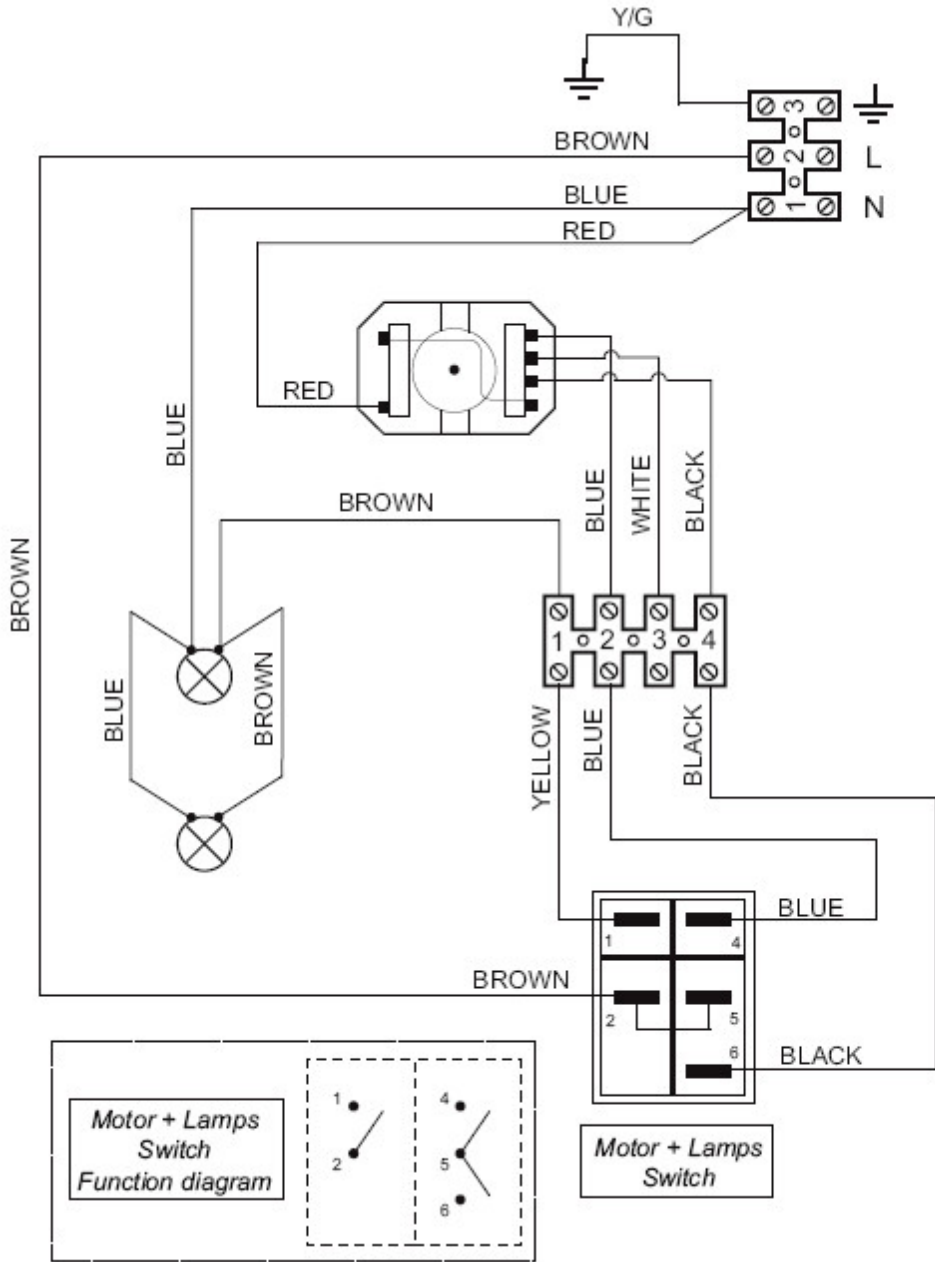 Y/G
3
BROWN
2
L
BLUE
1
N
RED
RED
BLUE
BLUE
WHITE
BLACK
BROWN
BROWN
1
2
3
4
BLUE
BROWN
YELLOW
BLUE
BLACK
1
4
BLUE
BROWN
2
5
6
BLACK
Motor + Lamps
Switch
Function diagram
1
2
4
5
6
Motor + Lamps
Switch